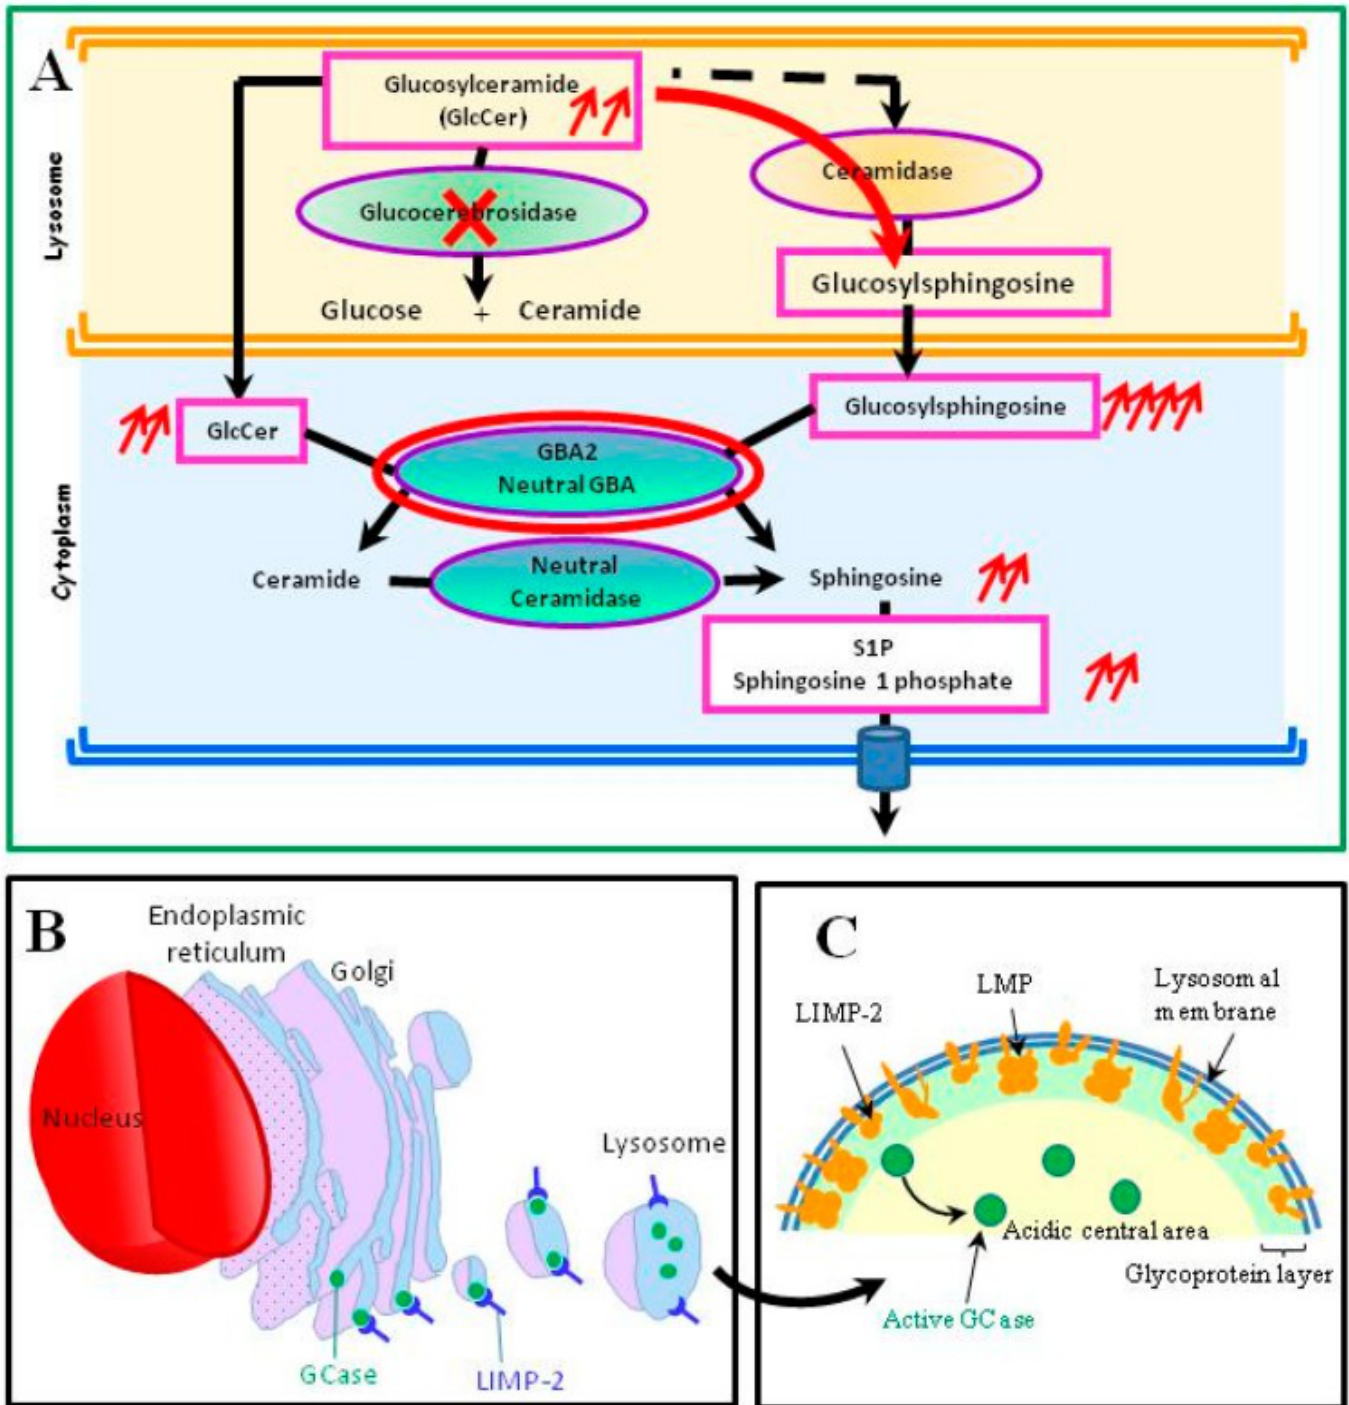 A
Lysosome
Glucosylceramide
(GlcCer)
Glucocerebrosidase
Glucose + Ceramide
Ceramidase
Glucosylsphingosine
Cytoplasm
GlcCer
Glucosylsphingosine
GBA2
Neutral GBA
Ceramide
Neutral
Ceramidase
Sphingosine
S1P
Sphingosine 1 phosphate
B
Endoplasmic
reticulum
Golgi
Nucleus
Lysosome
GCase
LIMP-2
C
LIMP-2
LMP
Lysosomal
membrane
Acidic central area
Glycoprotein layer
Active GCase